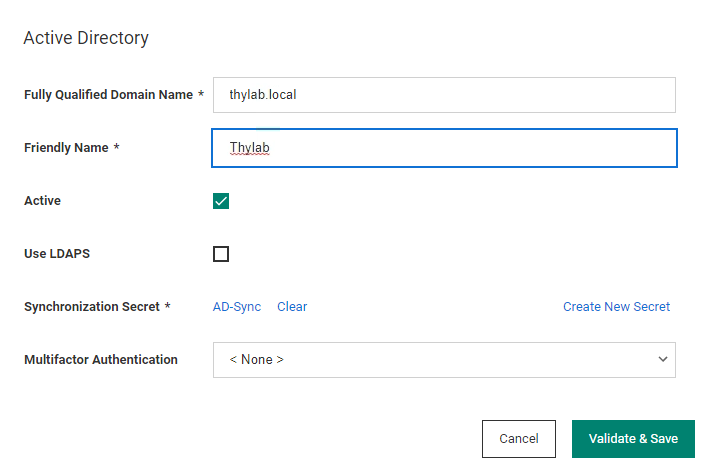 Active Directory
Fully Qualified Domain Name * thylab.local
Friendly Name * Thylab
Active
Use LDAPS
Synchronization Secret * AD-Sync Clear Create New Secret
Multifactor Authentication < None >
Cancel Validate & Save